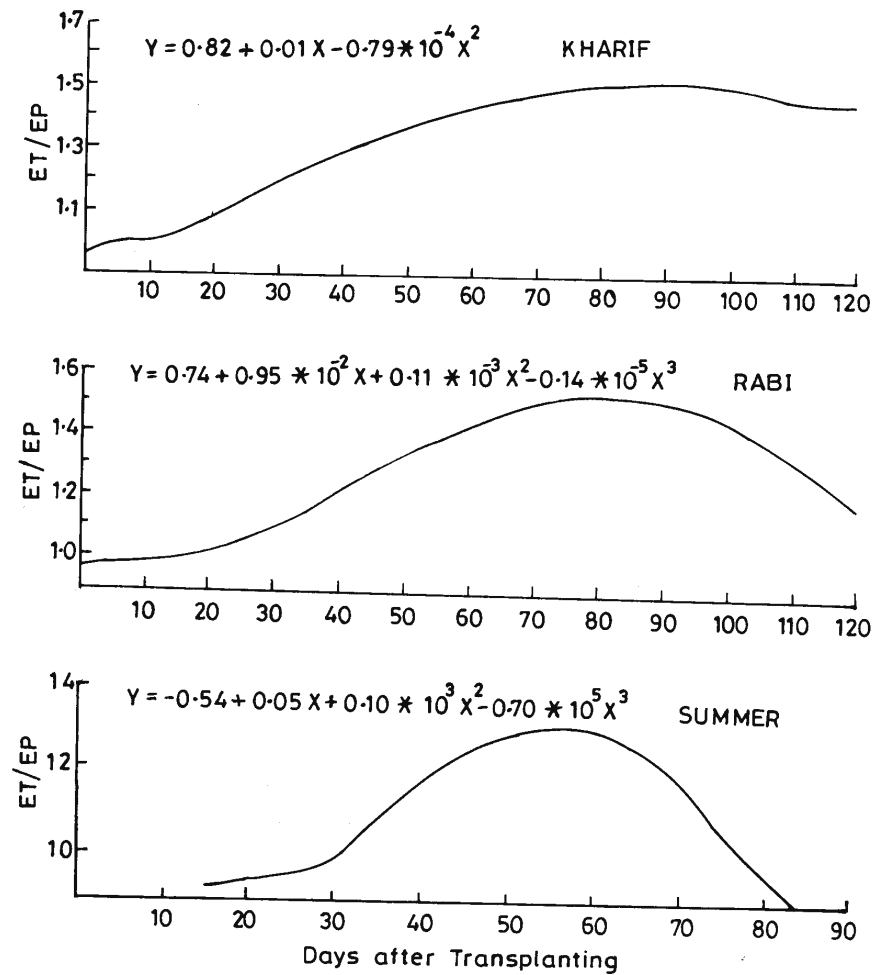 1·7
Y = 0·82 + 0·01 X - 0·79 * 10^-4 X^2 KHARIF
1·5
1·3
1·1
ET/EP
10 20 30 40 50 60 70 80 90 100 110 120
1·6
Y = 0·74 + 0·95 * 10^-2 X + 0·11 * 10^-3 X^2 - 0·14 * 10^-5 X^3 RABI
1·4
1·2
1·0
ET/EP
10 20 30 40 50 60 70 80 90 100 110 120
14
Y = -0·54 + 0·05 X + 0·10 * 10^3 X^2 - 0·70 * 10^5 X^3 SUMMER
12
10
ET/EP
10 20 30 40 50 60 70 80 90
Days after Transplanting